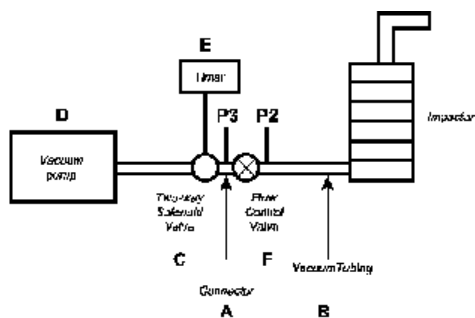 E
Timer
D
P3 P2
Vacuum
pump
Impactor
Two-way
Solenoid
Valve
Flow
Control
Valve
C
F
Vacuum Tubing
Connector
A
B